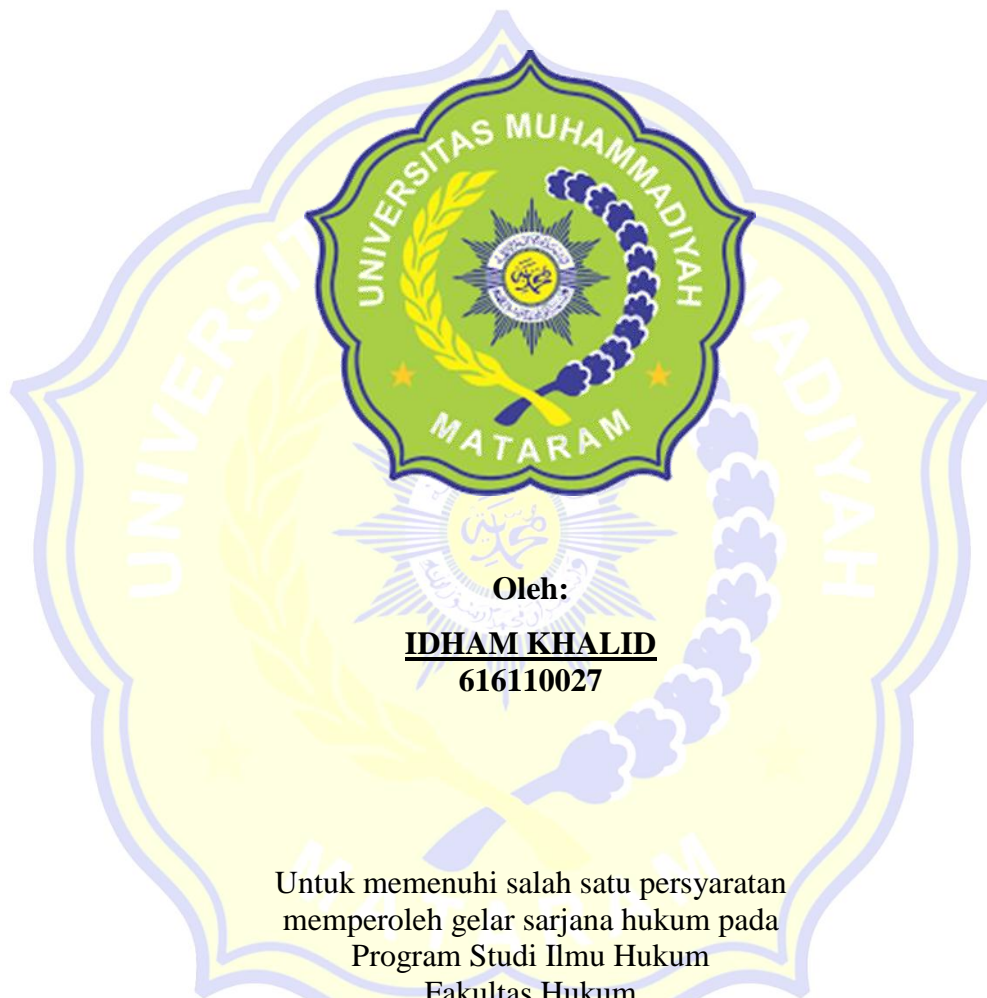 UNIVERSITAS MUHAMMADIYAH
MATARAM
Oleh:
IDHAM KHALID
616110027
Untuk memenuhi salah satu persyaratan
memperoleh gelar sarjana hukum pada
Program Studi Ilmu Hukum
Fakultas Hukum